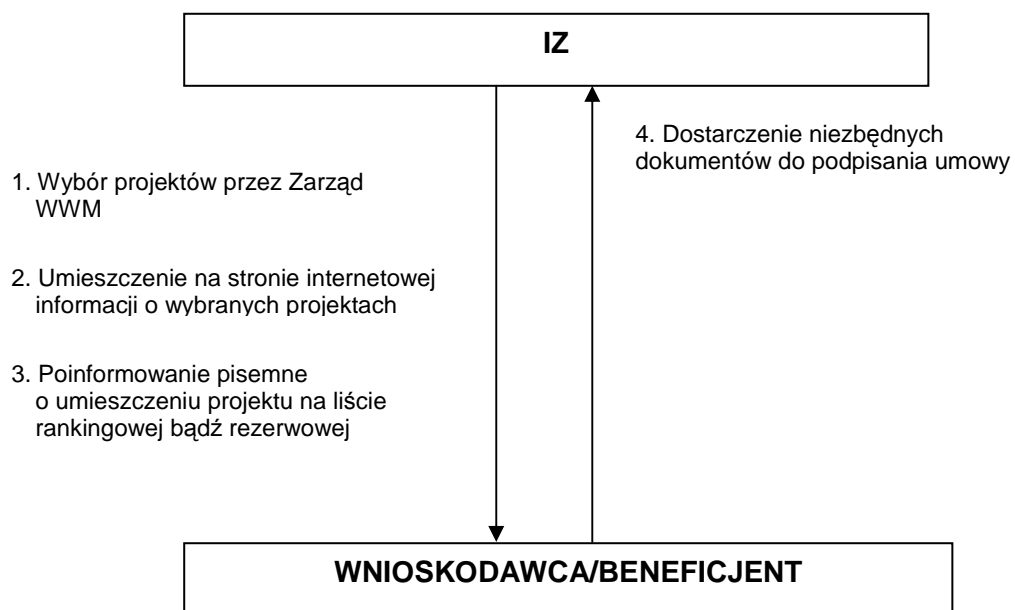 IZ
4. Dostarczenie niezbędnych
dokumentów do podpisania umowy
1. Wybór projektów przez Zarząd
WWM
2. Umieszczenie na stronie internetowej
informacji o wybranych projektach
3. Poinformowanie pisemne
o umieszczeniu projektu na liście
rankingowej bądź rezerwowej
WNIOSKODAWCA/BENEFICJENT